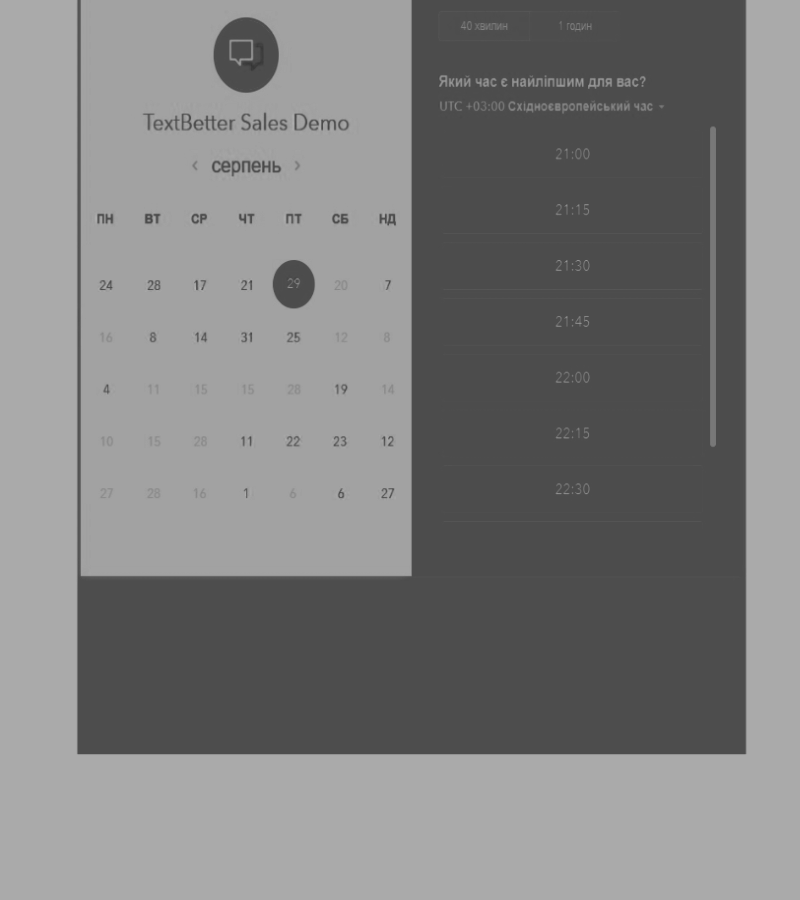 TextBetter Sales Demo
‹ серпень ›
ПН ВТ СР ЧТ ПТ СБ НД
24 28 17 21 29 20 7
16 8 14 31 25 12 8
4 11 15 15 28 19 14
10 15 28 11 22 23 12
27 28 16 1 6 6 27
40 хвилин 1 годин
Який час є найліпшим для вас?
UTC +03:00 Східноєвропейський час
21:00
21:15
21:30
21:45
22:00
22:15
22:30